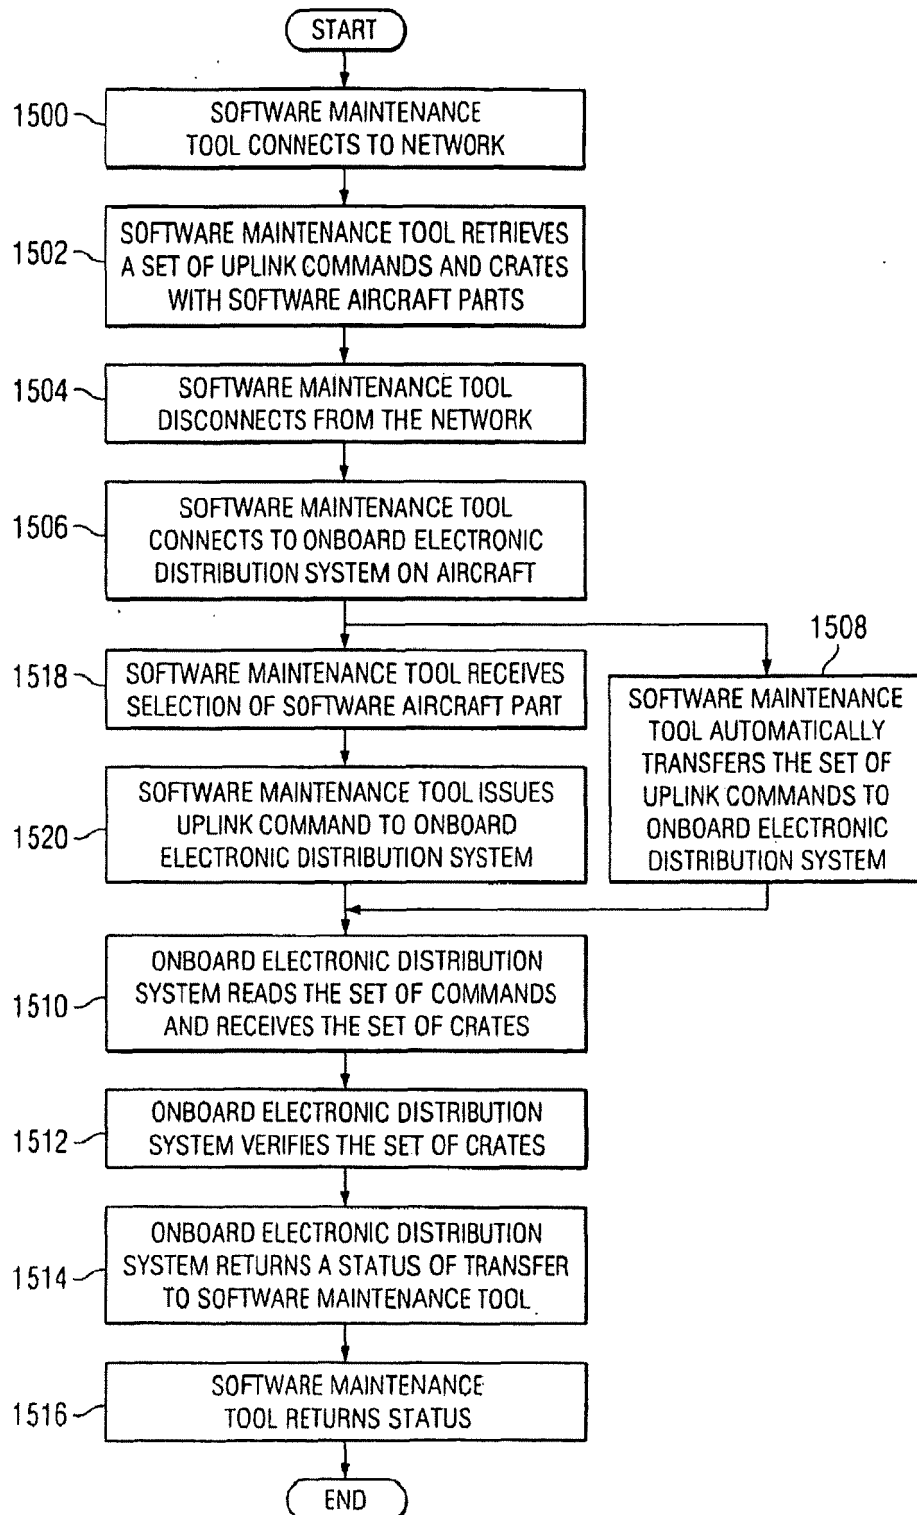 START
1500
SOFTWARE MAINTENANCE
TOOL CONNECTS TO NETWORK
1502
SOFTWARE MAINTENANCE TOOL RETRIEVES
A SET OF UPLINK COMMANDS AND CRATES
WITH SOFTWARE AIRCRAFT PARTS
1504
SOFTWARE MAINTENANCE TOOL
DISCONNECTS FROM THE NETWORK
1506
SOFTWARE MAINTENANCE TOOL
CONNECTS TO ONBOARD ELECTRONIC
DISTRIBUTION SYSTEM ON AIRCRAFT
1518
SOFTWARE MAINTENANCE TOOL RECEIVES
SELECTION OF SOFTWARE AIRCRAFT PART
1520
SOFTWARE MAINTENANCE TOOL ISSUES
UPLINK COMMAND TO ONBOARD
ELECTRONIC DISTRIBUTION SYSTEM
1508
SOFTWARE MAINTENANCE
TOOL AUTOMATICALLY
TRANSFERS THE SET OF
UPLINK COMMANDS TO
ONBOARD ELECTRONIC
DISTRIBUTION SYSTEM
1510
ONBOARD ELECTRONIC DISTRIBUTION
SYSTEM READS THE SET OF COMMANDS
AND RECEIVES THE SET OF CRATES
1512
ONBOARD ELECTRONIC DISTRIBUTION
SYSTEM VERIFIES THE SET OF CRATES
1514
ONBOARD ELECTRONIC DISTRIBUTION
SYSTEM RETURNS A STATUS OF TRANSFER
TO SOFTWARE MAINTENANCE TOOL
1516
SOFTWARE MAINTENANCE
TOOL RETURNS STATUS
END